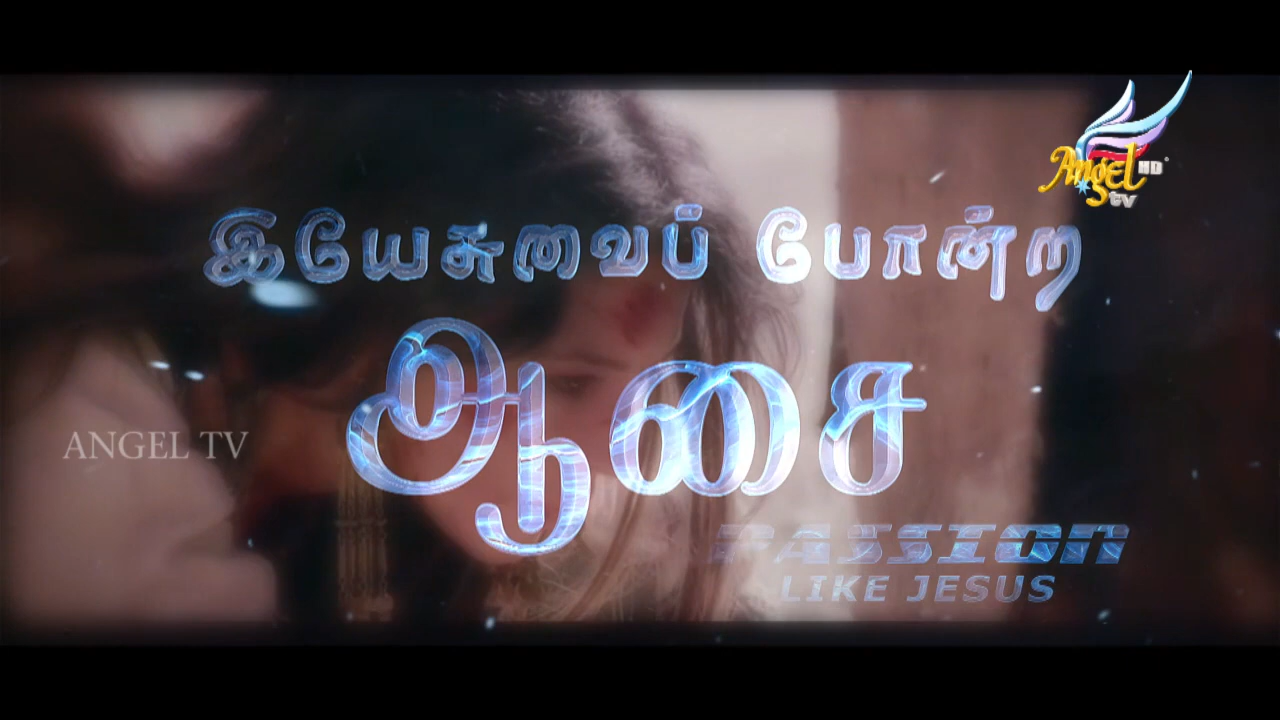 Angel HD
tv
இயேசுவைப் போன்ற
ஆசை
ANGEL TV
PASSION
LIKE JESUS